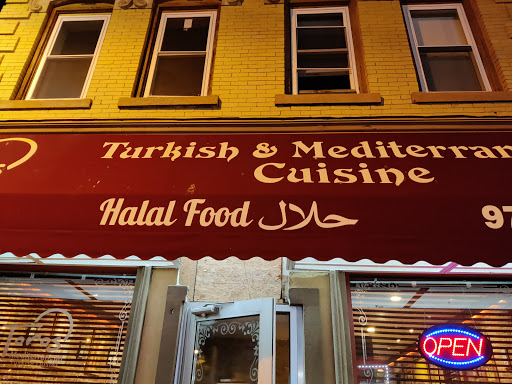 Turkish & Mediterran
Cuisine
Halal Food حلال
97
OPEN